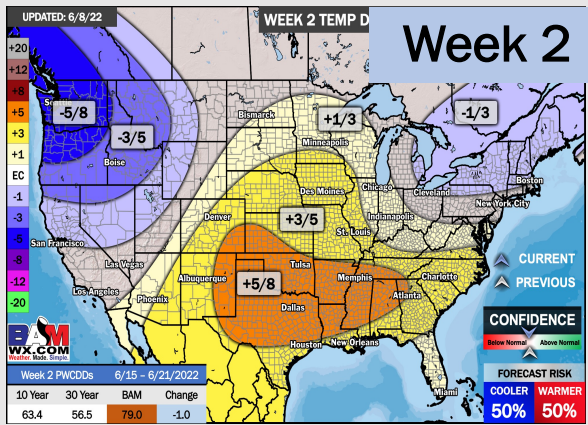 UPDATED: 6/8/22
WEEK 2 TEMP D
Week 2
+20
+12
+8
+5
+3
+1
EC
-1
-3
-5
-8
-12
-20
Seattle
-5/8
-3/5
Boise
Bismarck
+1/3
Minneapolis
-1/3
Boston
New York City
Cleveland
Chicago
Des Moines
Indianapolis
Denver
+3/5
St. Louis
San Francisco
Las Vegas
Los Angeles
Phoenix
Albuquerque
+5/8
Tulsa
Memphis
Charlotte
Atlanta
Dallas
Houston
New Orleans
Miami
CURRENT
PREVIOUS
CONFIDENCE
Below Normal
Above Normal
FORECAST RISK
COOLER
WARMER
50%
50%
BAM
WX.COM
Weather. Made. Simple.
Week 2 PWCDDs 6/15 – 6/21/2022
10 Year 30 Year BAM Change
63.4 56.5 79.0 -1.0